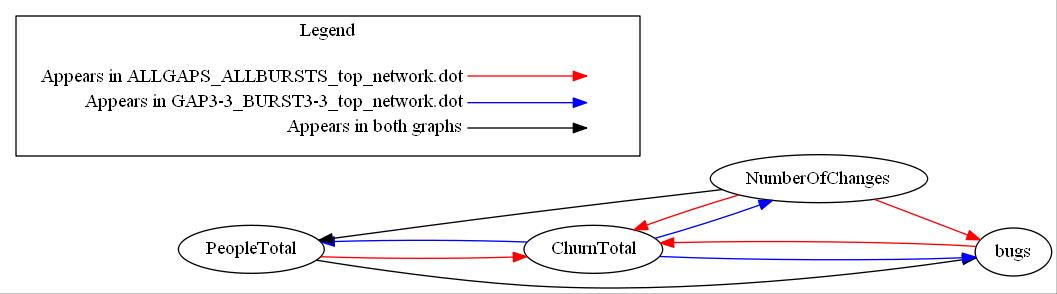 Legend
Appears in ALLGAPS_ALLBURSTS_top_network.dot
Appears in GAP3-3_BURST3-3_top_network.dot
Appears in both graphs
NumberOfChanges
PeopleTotal
ChurnTotal
bugs